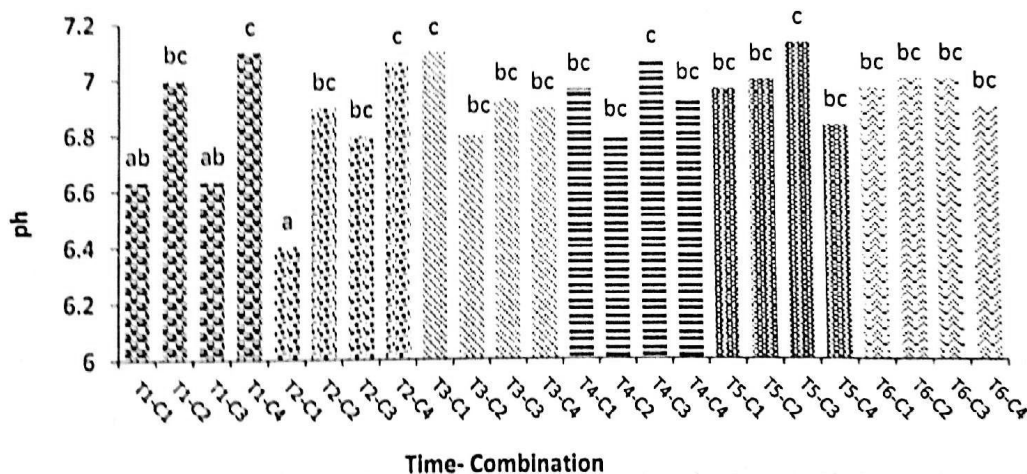 7.2
7
6.8
6.6
6.4
6.2
6
ph
ab
bc
ab
c
a
bc
bc
c
c
bc
bc
bc
bc
bc
c
bc
bc
bc
c
bc
bc
bc
bc
bc
T1-C1
T1-C2
T1-C3
T1-C4
T2-C1
T2-C2
T2-C3
T2-C4
T3-C1
T3-C2
T3-C3
T3-C4
T4-C1
T4-C2
T4-C3
T4-C4
T5-C1
T5-C2
T5-C3
T5-C4
T6-C1
T6-C2
T6-C3
T6-C4
Time- Combination